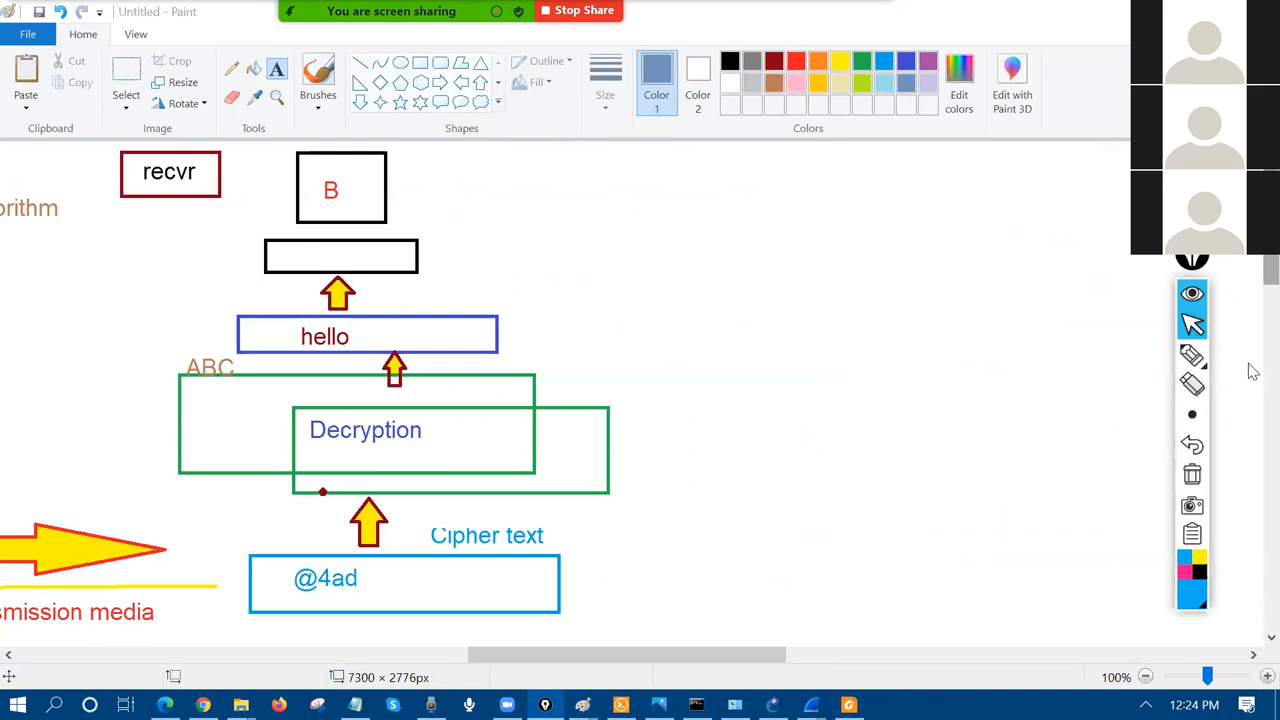 Untitled - Paint
You are screen sharing
Stop Share
File
Home
View
Paste
Cut
Copy
Clipboard
Select
Crop
Resize
Rotate
Image
A
Tools
Brushes
Shapes
Outline
Fill
Size
Color
1
Color
2
Colors
Edit
colors
Edit with
Paint 3D
recvr
B
orithm
hello
ABC
Decryption
Cipher text
@4ad
smission media
7300 × 2776px
100%
12:24 PM